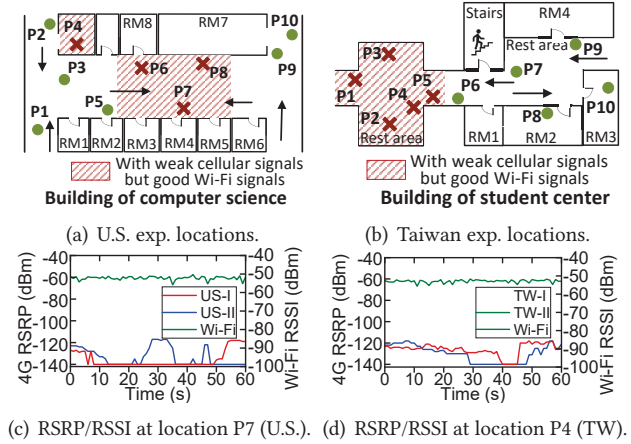 P2
P4
RM8
RM7
P10
P3
P6
P8
P9
P1
P5
P7
RM1 RM2 RM3 RM4 RM5 RM6
With weak cellular signals
but good Wi-Fi signals
Building of computer science
(a) U.S. exp. locations.
Stairs
RM4
Rest area
P9
P3
P7
P1
P5
P6
P10
P4
P2
P8
Rest area
RM1
RM2
RM3
With weak cellular signals
but good Wi-Fi signals
Building of student center
(b) Taiwan exp. locations.
4G RSRP (dBm)
-40
-60
-80
-100
-120
-140
US-I
US-II
Wi-Fi
-40
-50
-60
-70
-80
-90
-100
Wi-Fi RSSI (dBm)
0 10 20 30 40 50 60
Time (s)
(c) RSRP/RSSI at location P7 (U.S.).
4G RSRP (dBm)
-40
-60
-80
-100
-120
-140
TW-I
TW-II
Wi-Fi
-40
-50
-60
-70
-80
-90
-100
Wi-Fi RSSI (dBm)
0 10 20 30 40 50 60
Time (s)
(d) RSRP/RSSI at location P4 (TW).